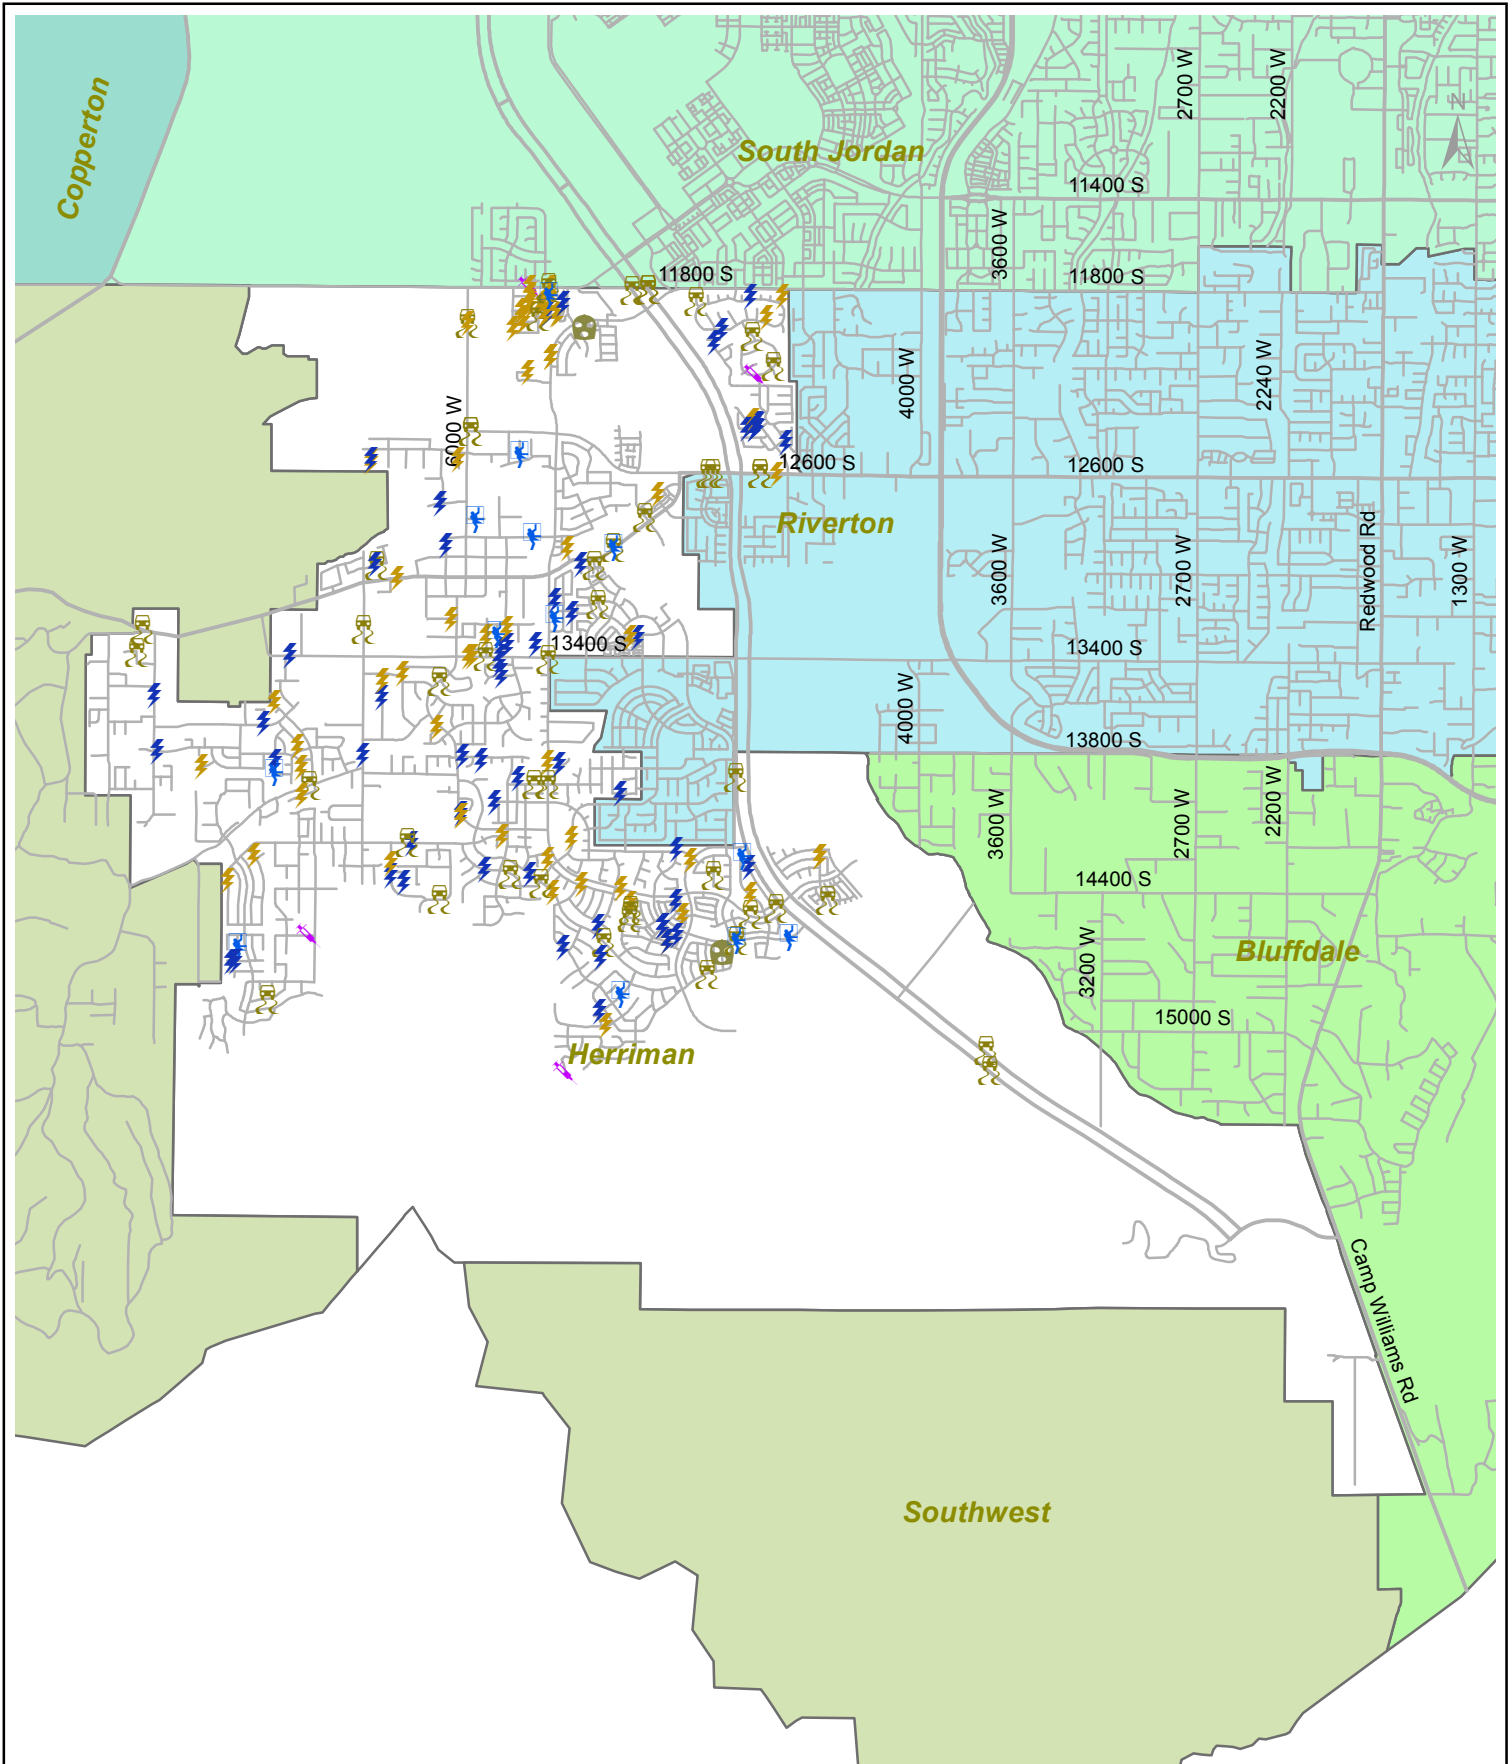 2700 W
2200 W
Copperton
South Jordan
N
11400 S
3600 W
11800 S
11800 S
4000 W
2240 W
6000 W
12600 S
12600 S
Riverton
3600 W
2700 W
Redwood Rd
1300 W
13400 S
13400 S
4000 W
13800 S
3600 W
2700 W
2200 W
14400 S
3200 W
Bluffdale
15000 S
Herriman
Camp Williams Rd
Southwest